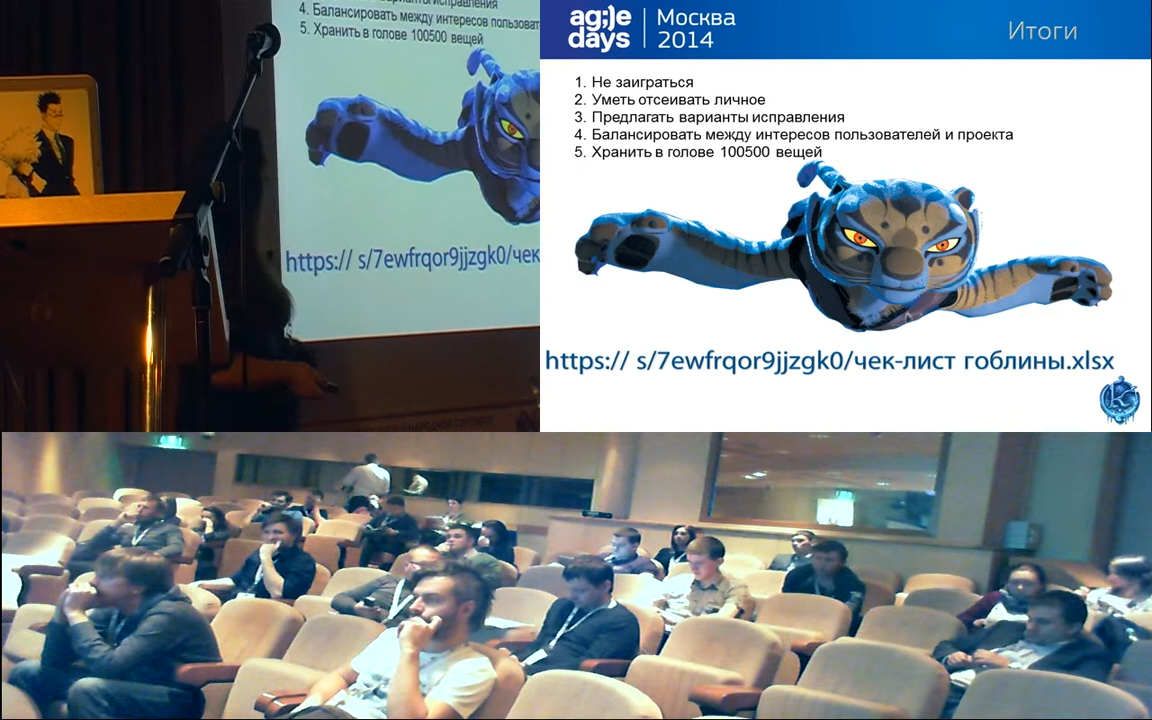 4. Балансировать между интересов пользоват
5. Хранить в голове 100500 вещей
https:// s/7ewfrqor9jjzgk0/чек
ag;)e days
Москва 2014
Итоги
1. Не заиграться
2. Уметь отсеивать личное
3. Предлагать варианты исправления
4. Балансировать между интересов пользователей и проекта
5. Хранить в голове 100500 вещей
https:// s/7ewfrqor9jjzgk0/чек-лист гоблины.xlsx